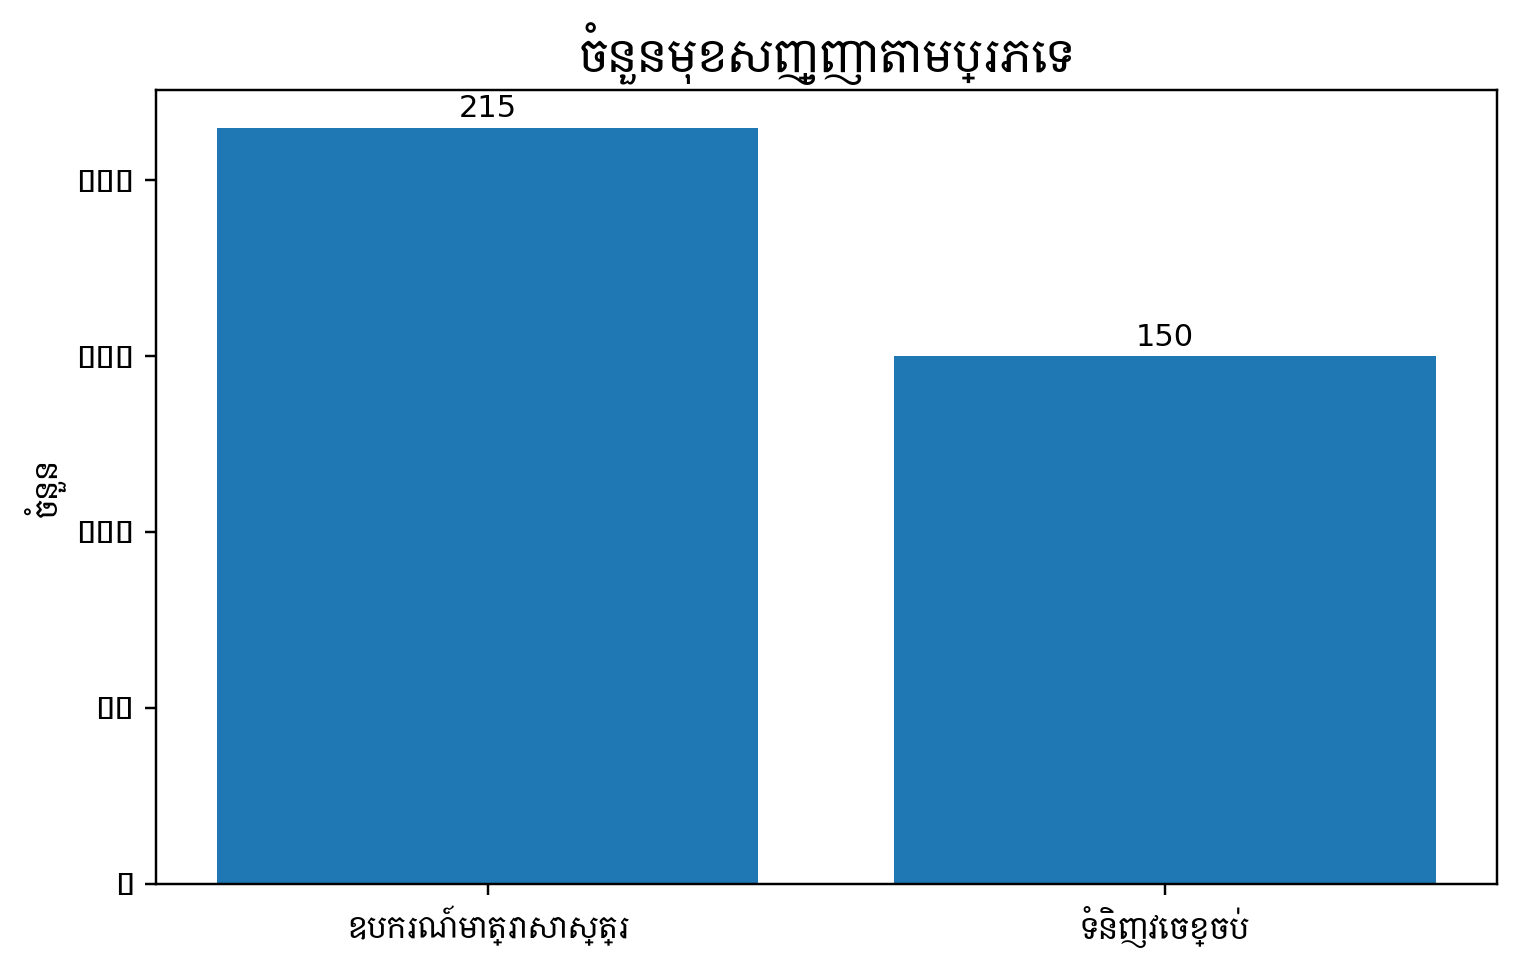 ចំនួនមុខសញ្ញាតាមប្រភេទ
215
150
ចំនួន
ឧបករណ៍មាត្រាសាស្ត្រ
ទំនិញវេចខ្ចប់